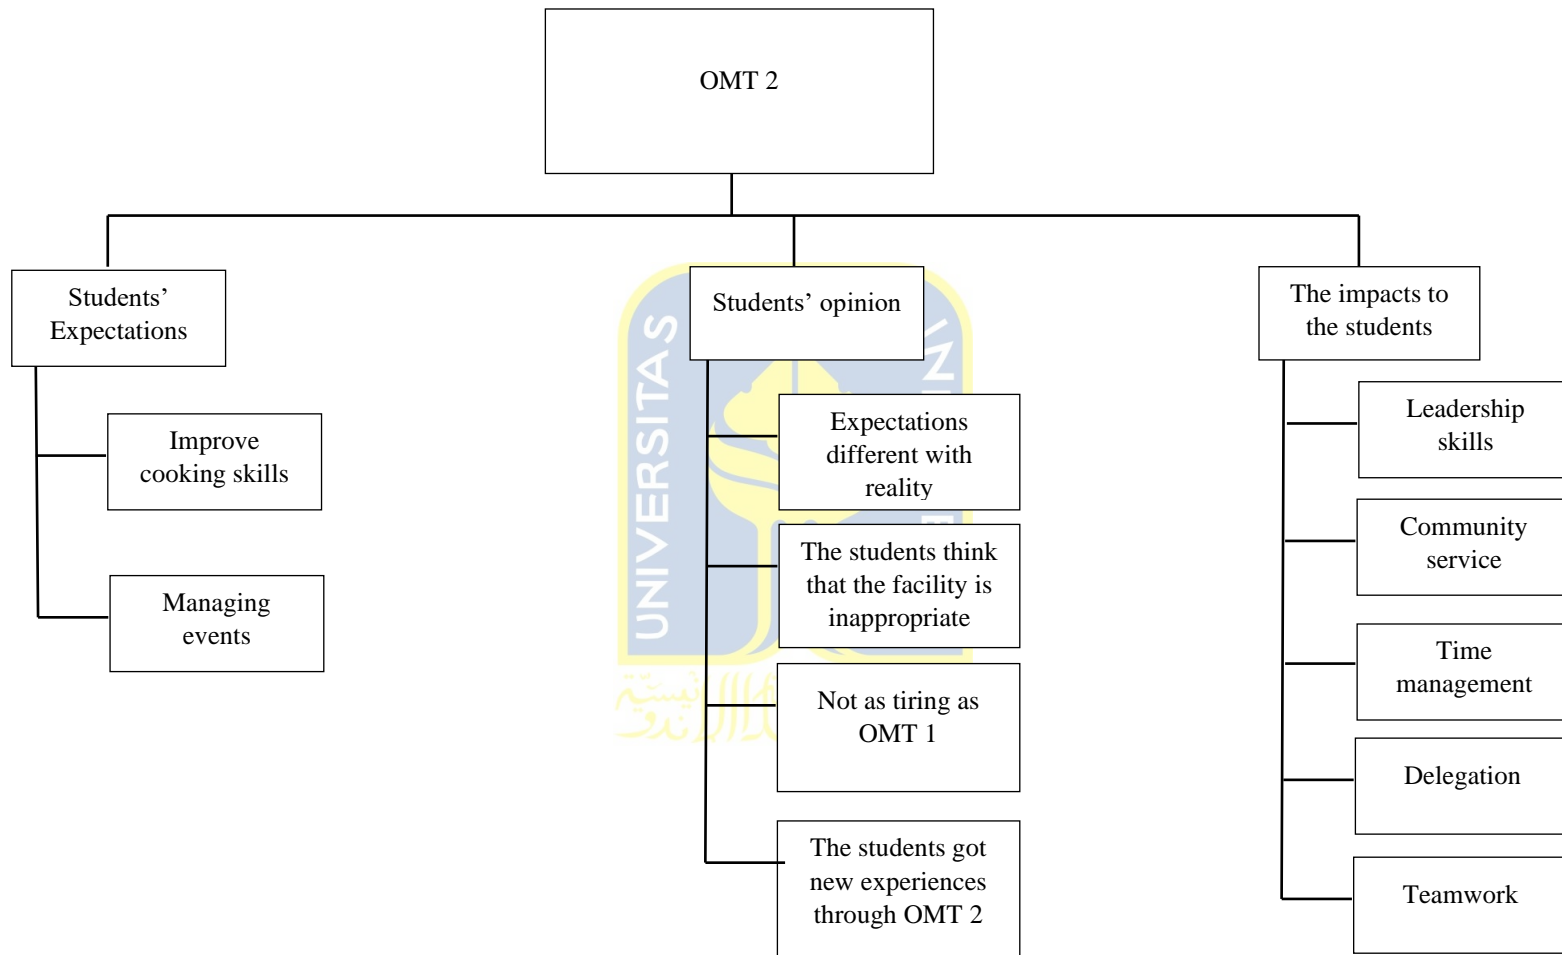 OMT 2
Students’
Expectations
Improve
cooking skills
Managing
events
Students’ opinion
Expectations
different with
reality
The students think
that the facility is
inappropriate
Not as tiring as
OMT 1
The students got
new experiences
through OMT 2
The impacts to
the students
Leadership
skills
Community
service
Time
management
Delegation
Teamwork
UNIVERSITAS